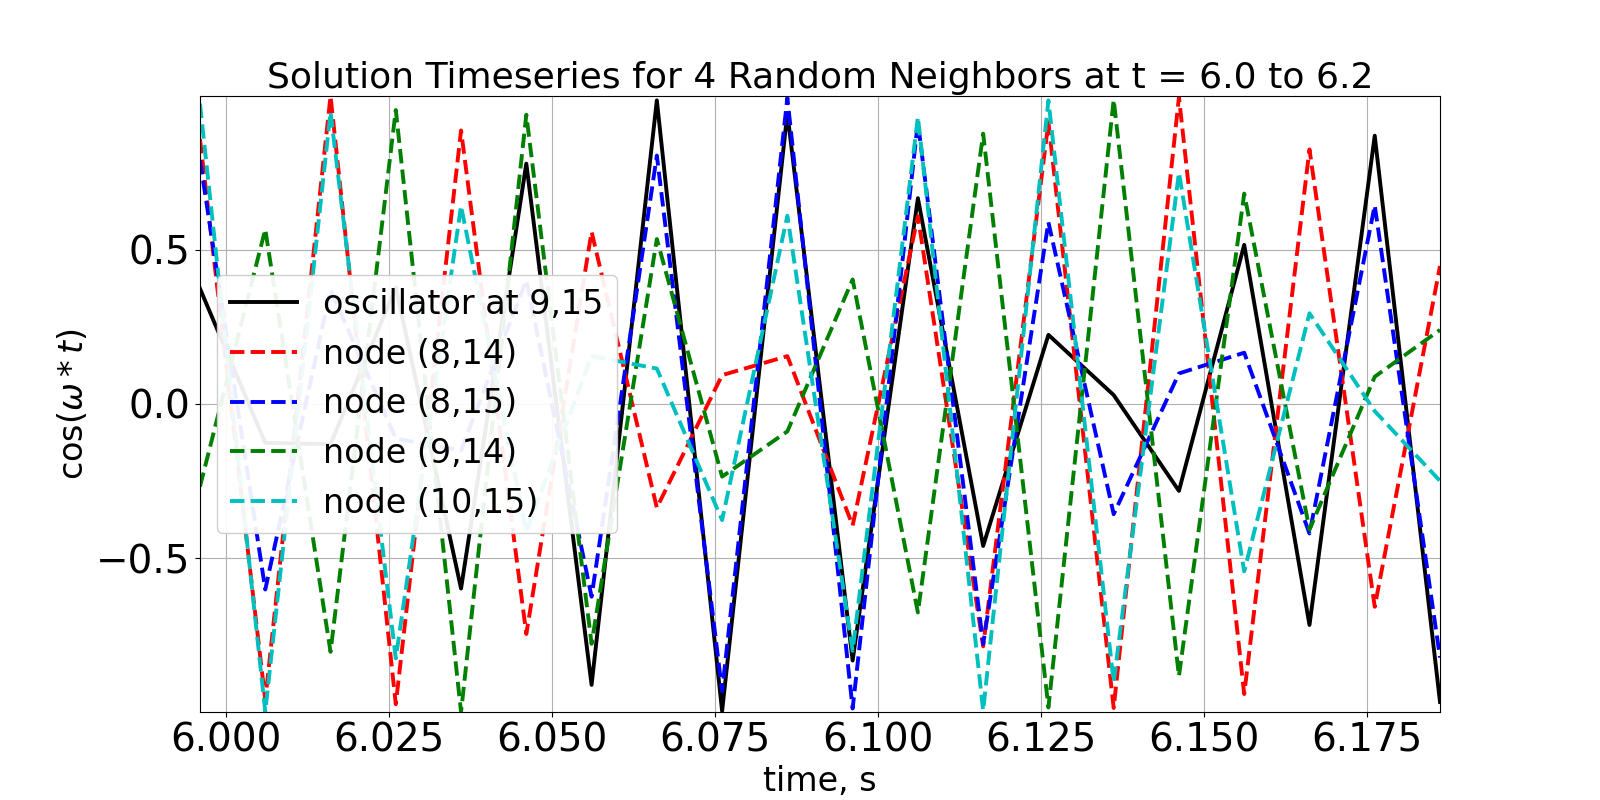 Solution Timeseries for 4 Random Neighbors at t = 6.0 to 6.2
cos(ω * t)
0.5
0.0
−0.5
oscillator at 9,15
node (8,14)
node (8,15)
node (9,14)
node (10,15)
6.000 6.025 6.050 6.075 6.100 6.125 6.150 6.175
time, s